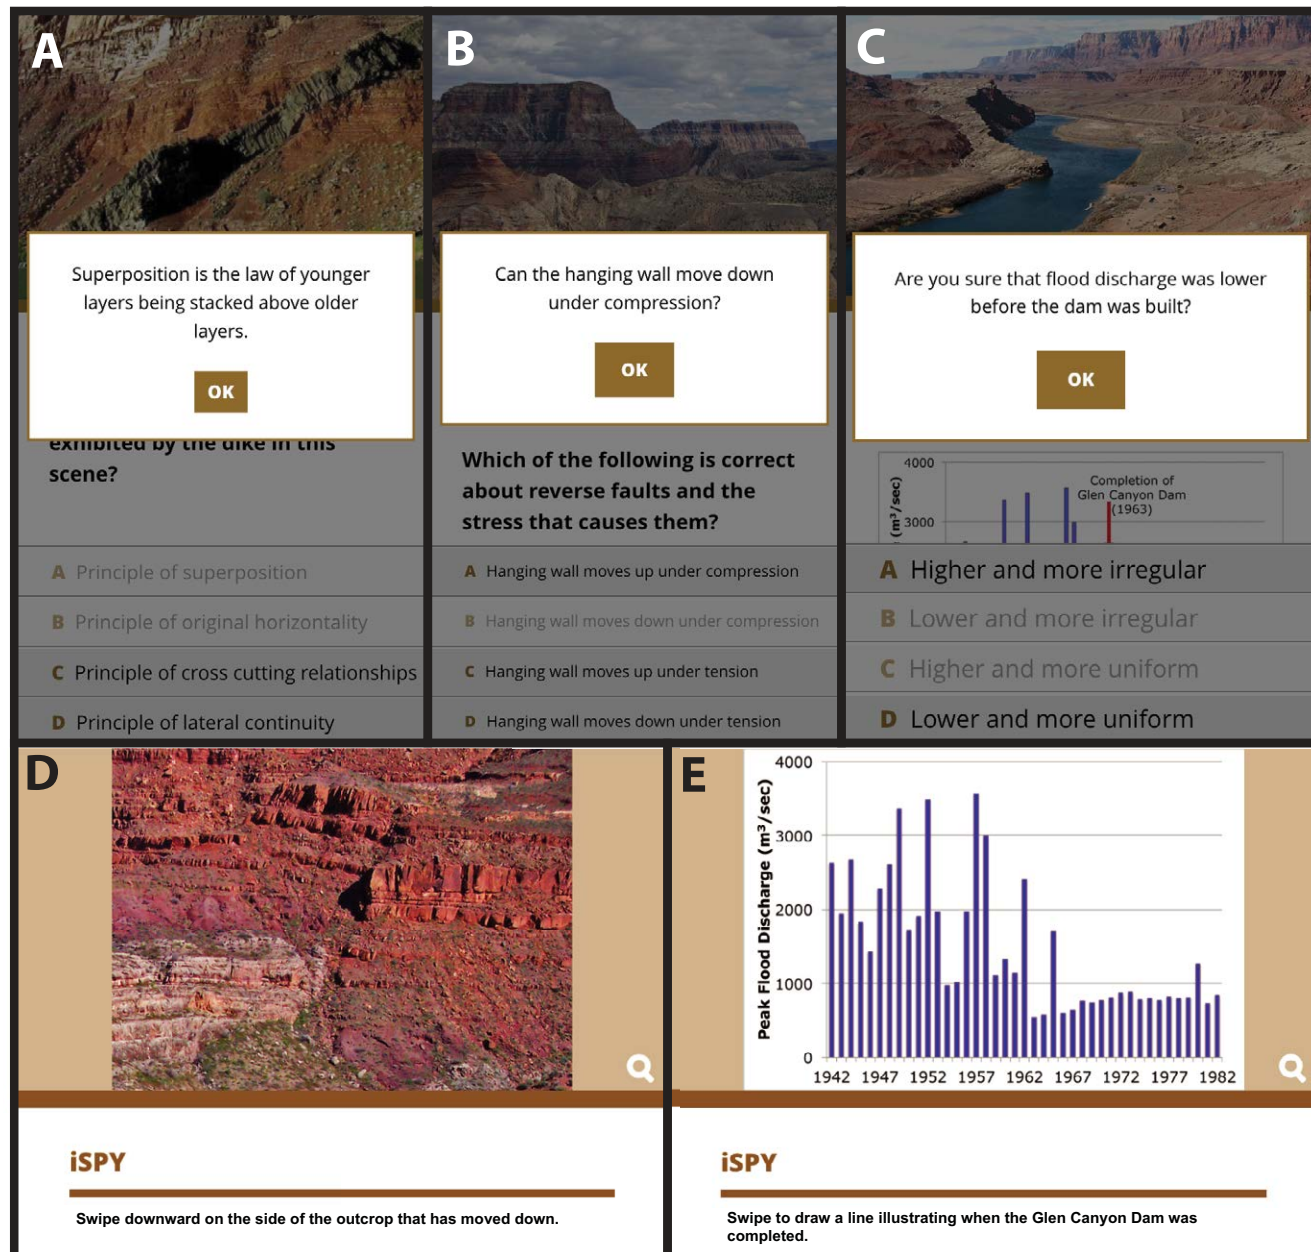 A
Superposition is the law of younger
layers being stacked above older
layers.
OK
exhibited by the dike in this
scene?
A Principle of superposition
B Principle of original horizontality
C Principle of cross cutting relationships
D Principle of lateral continuity
B
Can the hanging wall move down
under compression?
OK
Which of the following is correct
about reverse faults and the
stress that causes them?
A Hanging wall moves up under compression
B Hanging wall moves down under compression
C Hanging wall moves up under tension
D Hanging wall moves down under tension
C
Are you sure that flood discharge was lower
before the dam was built?
OK
4000
3000
(m³/sec)
Completion of
Glen Canyon Dam
(1963)
A Higher and more irregular
B Lower and more irregular
C Higher and more uniform
D Lower and more uniform
D
iSPY
Swipe downward on the side of the outcrop that has moved down.
E
Peak Flood Discharge (m³/sec)
4000
3000
2000
1000
0
1942 1947 1952 1957 1962 1967 1972 1977 1982
iSPY
Swipe to draw a line illustrating when the Glen Canyon Dam was
completed.